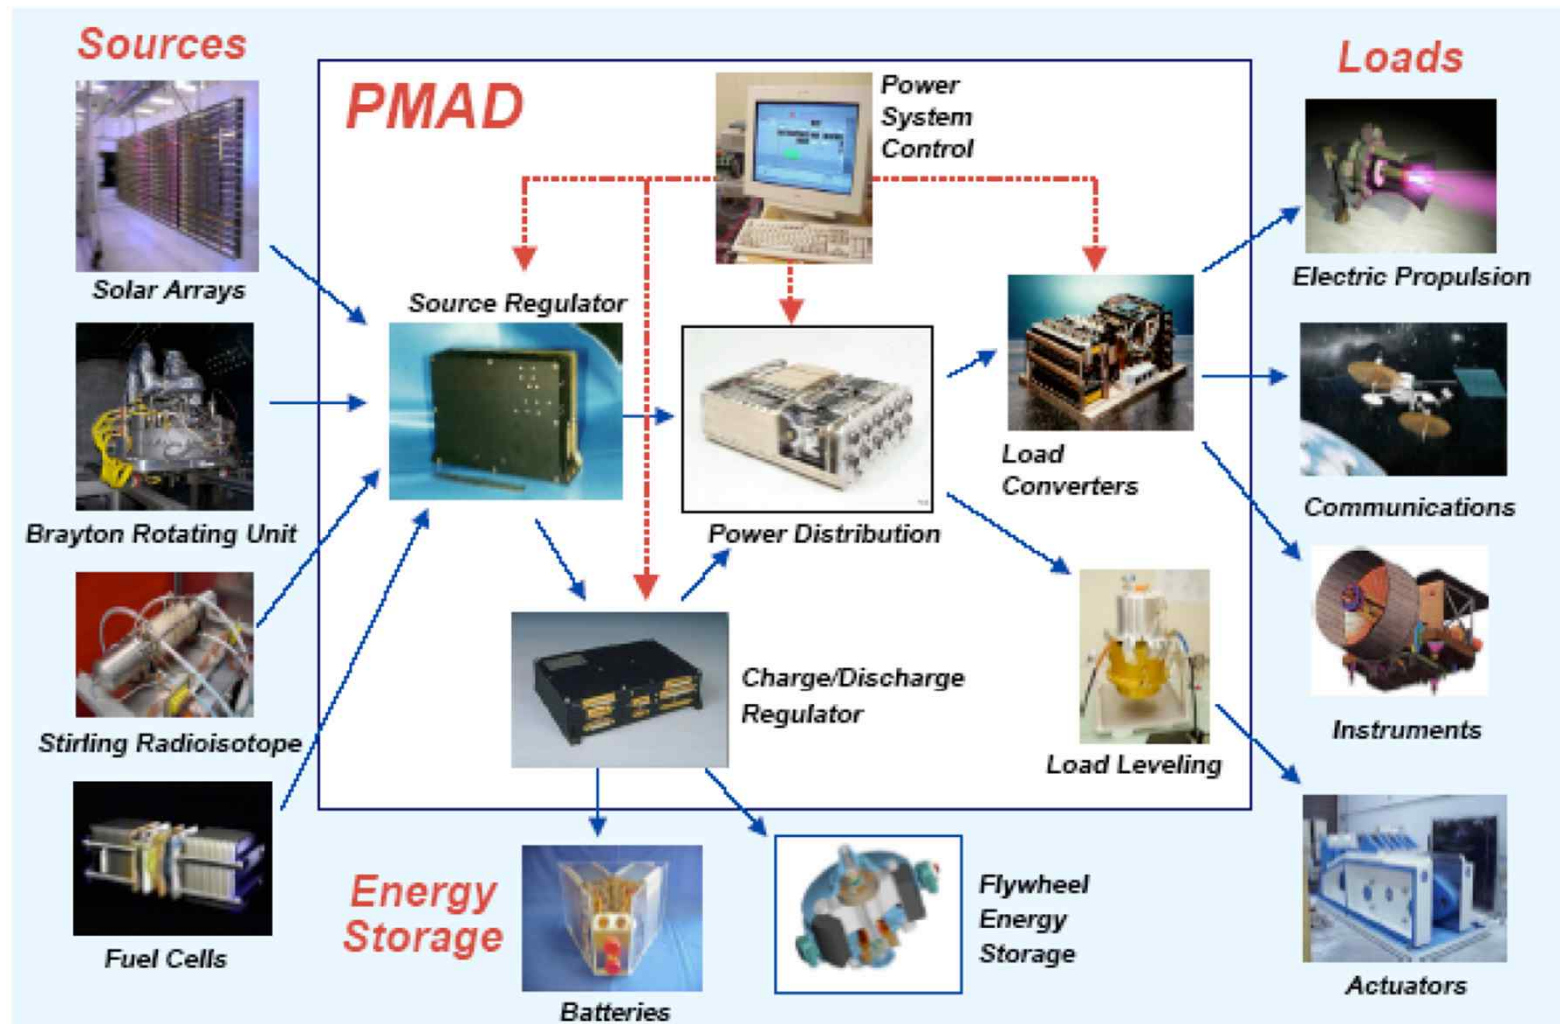 Sources
Loads
PMAD
Power
System
Control
Solar Arrays
Source Regulator
Electric Propulsion
Brayton Rotating Unit
Power Distribution
Load
Converters
Communications
Stirling Radioisotope
Charge/Discharge
Regulator
Load Leveling
Instruments
Fuel Cells
Energy
Storage
Batteries
Flywheel
Energy
Storage
Actuators